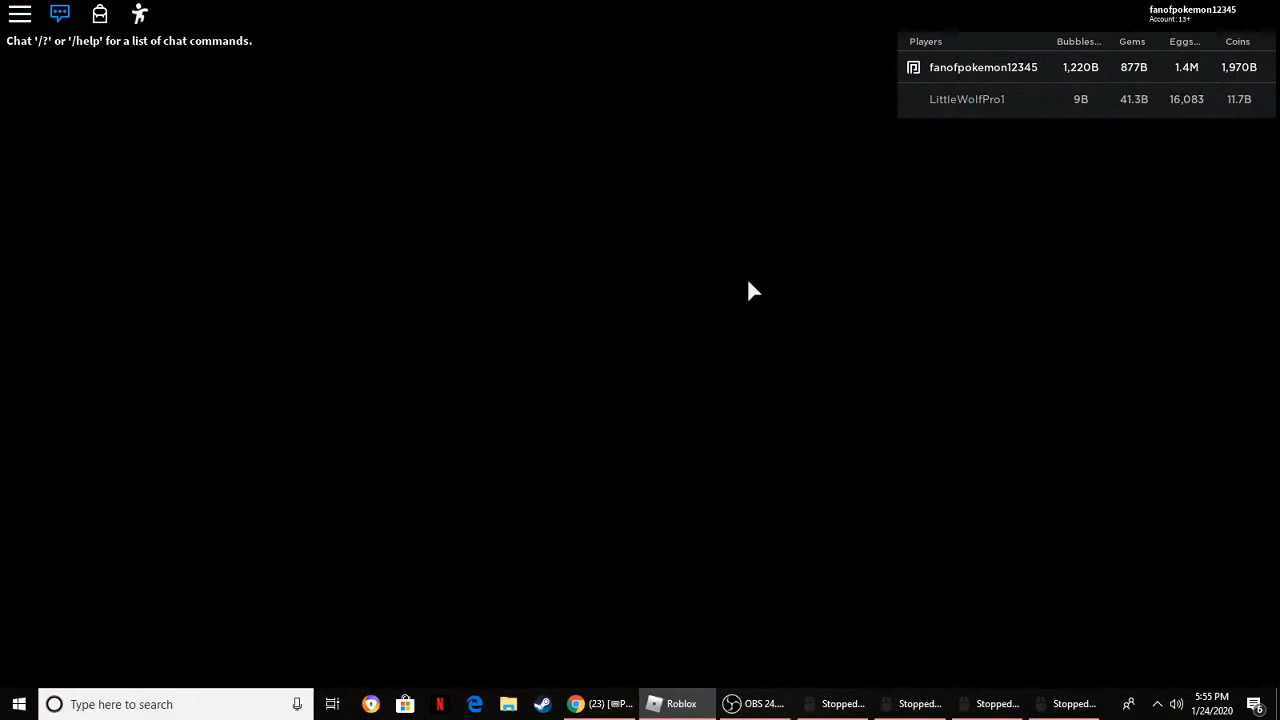 fanofpokemon12345
Account: 13+
Chat '/?' or '/help' for a list of chat commands.
Players Bubbles... Gems Eggs... Coins
fanofpokemon12345 1,220B 877B 1.4M 1,970B
LittleWolfPro1 9B 41.3B 16,083 11.7B
Type here to search
N
(23) [🎟P...
Roblox
OBS 24....
Stopped...
Stopped...
Stopped...
Stopped...
5:55 PM
1/24/2020
6